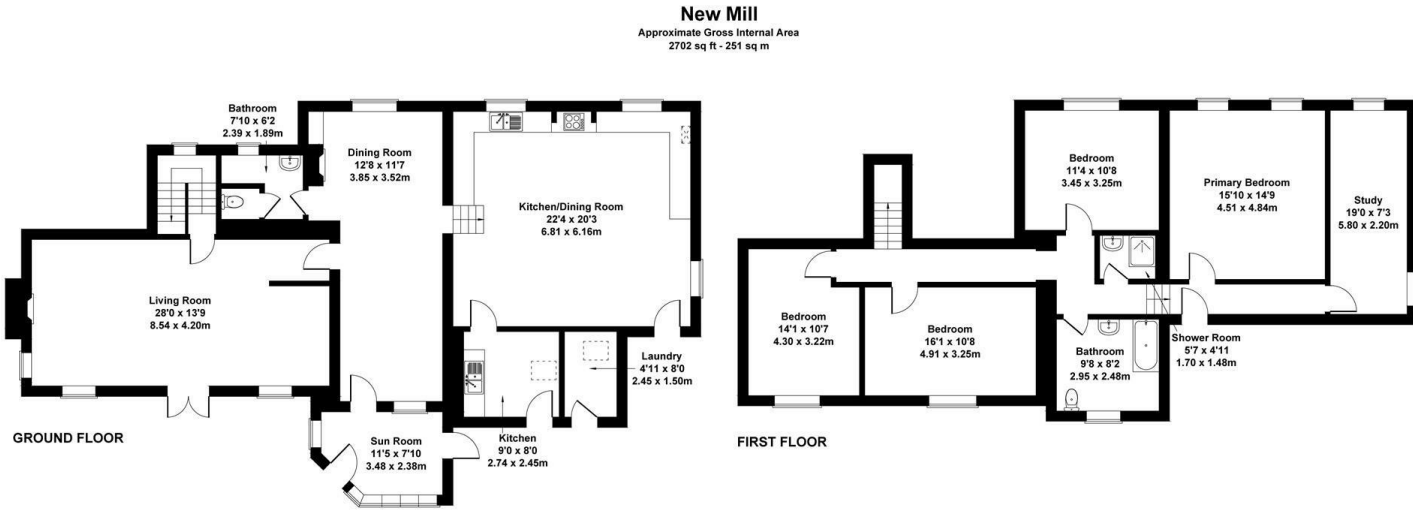 New Mill
Approximate Gross Internal Area
2702 sq ft - 251 sq m
Bathroom
7'10 x 6'2
2.39 x 1.89m
Dining Room
12'8 x 11'7
3.85 x 3.52m
Kitchen/Dining Room
22'4 x 20'3
6.81 x 6.16m
Living Room
28'0 x 13'9
8.54 x 4.20m
Laundry
4'11 x 8'0
2.45 x 1.50m
Sun Room
11'5 x 7'10
3.48 x 2.38m
Kitchen
9'0 x 8'0
2.74 x 2.45m
GROUND FLOOR
Bedroom
11'4 x 10'8
3.45 x 3.25m
Primary Bedroom
15'10 x 14'9
4.51 x 4.84m
Study
19'0 x 7'3
5.80 x 2.20m
Bedroom
14'1 x 10'7
4.30 x 3.22m
Bedroom
16'1 x 10'8
4.91 x 3.25m
Bathroom
9'8 x 8'2
2.95 x 2.48m
Shower Room
5'7 x 4'11
1.70 x 1.48m
FIRST FLOOR